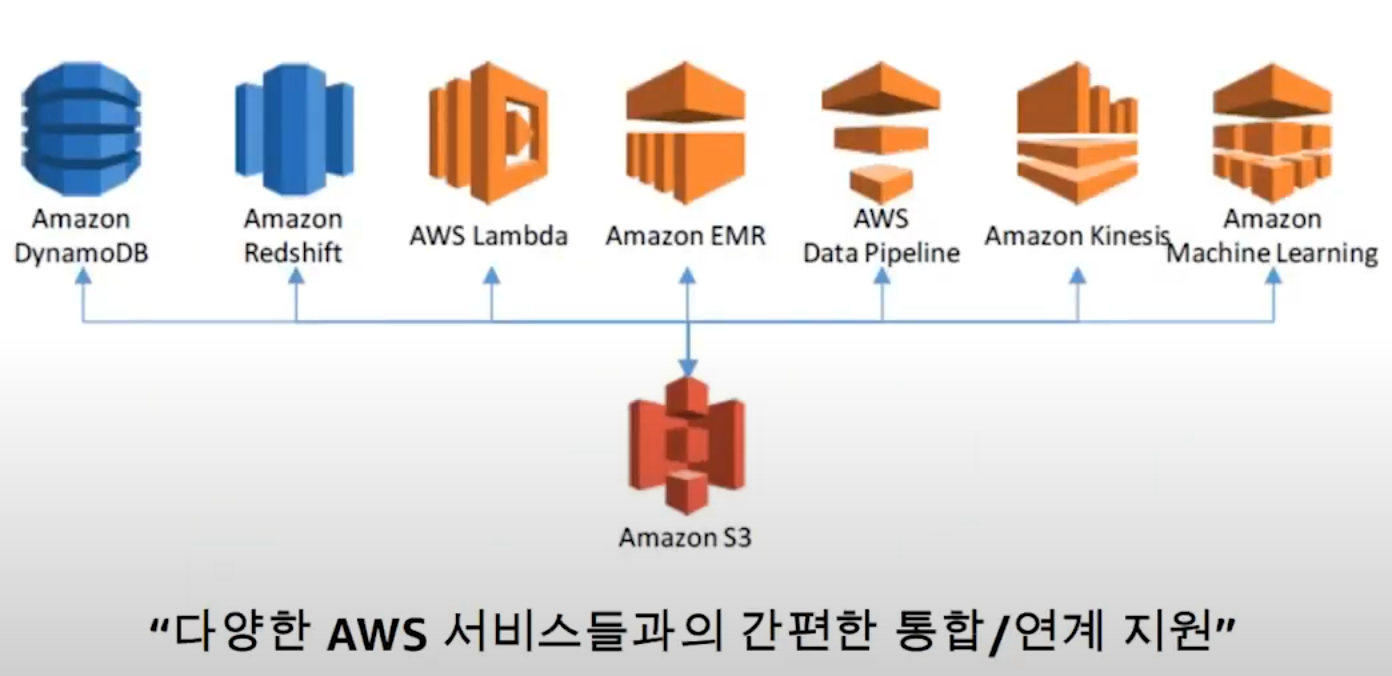 Amazon
DynamoDB
Amazon
Redshift
AWS Lambda
Amazon EMR
AWS
Data Pipeline
Amazon Kinesis
Amazon
Machine Learning
Amazon S3
“다양한 AWS 서비스들과의 간편한 통합/연계 지원”